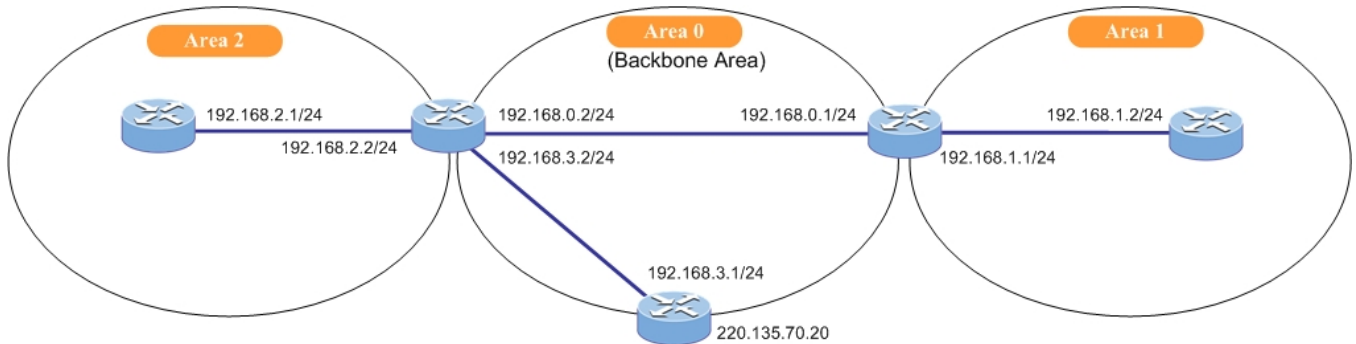 Area 2
Area 0
(Backbone Area)
Area 1
192.168.2.1/24
192.168.2.2/24
192.168.0.2/24
192.168.3.2/24
192.168.0.1/24
192.168.1.1/24
192.168.1.2/24
192.168.3.1/24
220.135.70.20